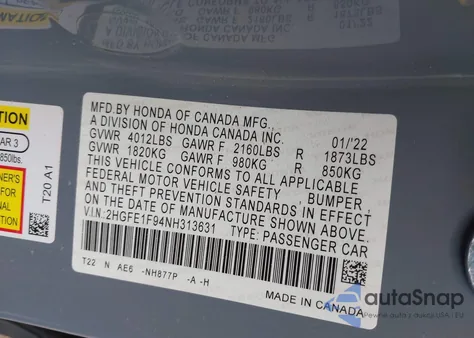 MFD.BY HONDA OF CANADA MFG.,
A DIVISION OF HONDA CANADA INC. 01/'22
GVWR 4012LBS GAWR F 2160LBS R 1873LBS
GVWR 1820KG GAWR F 980KG R 850KG
THIS VEHICLE CONFORMS TO ALL APPLICABLE
FEDERAL MOTOR VEHICLE SAFETY, BUMPER
AND THEFT PREVENTION STANDARDS IN EFFECT
ON THE DATE OF MANUFACTURE SHOWN ABOVE.
V.I.N:2HGFE1F94NH313631 TYPE: PASSENGER CAR
T22 N AE6 -NH877P -A -H
MADE IN CANADA
T20 A1
850lbs.
autoSnap